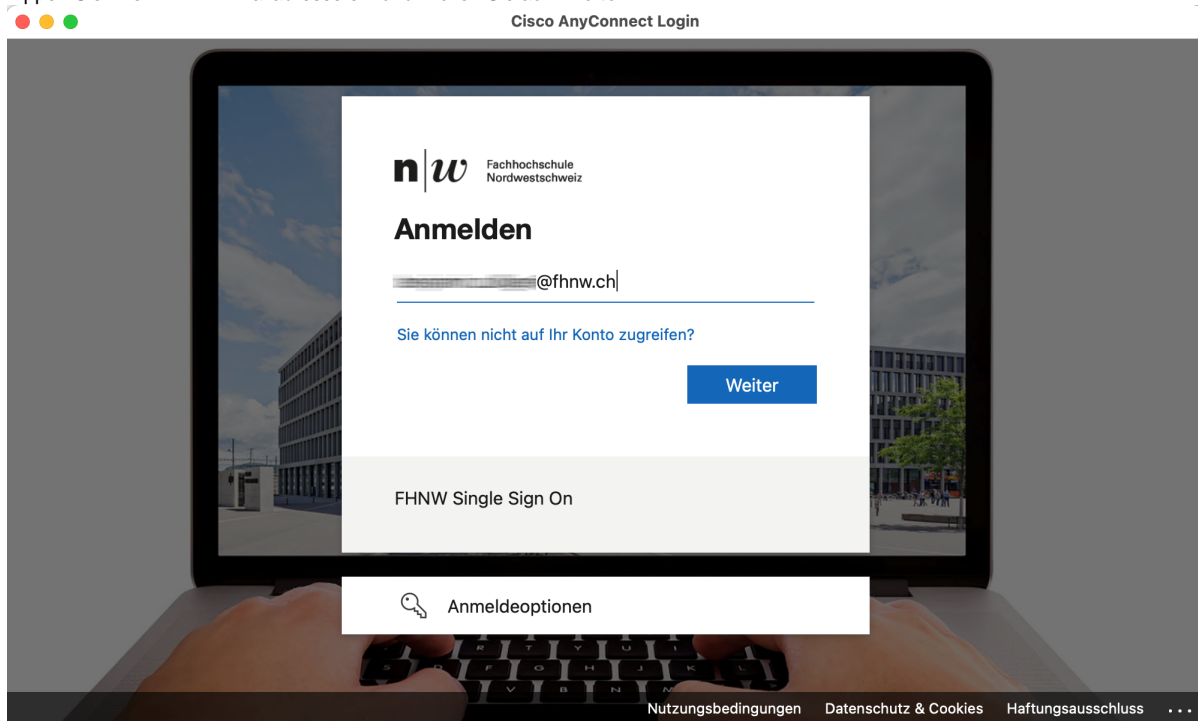 Cisco AnyConnect Login
n|w Fachhochschule
Nordwestschweiz
Anmelden
@fhnw.ch
Sie können nicht auf Ihr Konto zugreifen?
Weiter
FHNW Single Sign On
Anmeldeoptionen
Nutzungsbedingungen Datenschutz & Cookies Haftungsausschluss ...